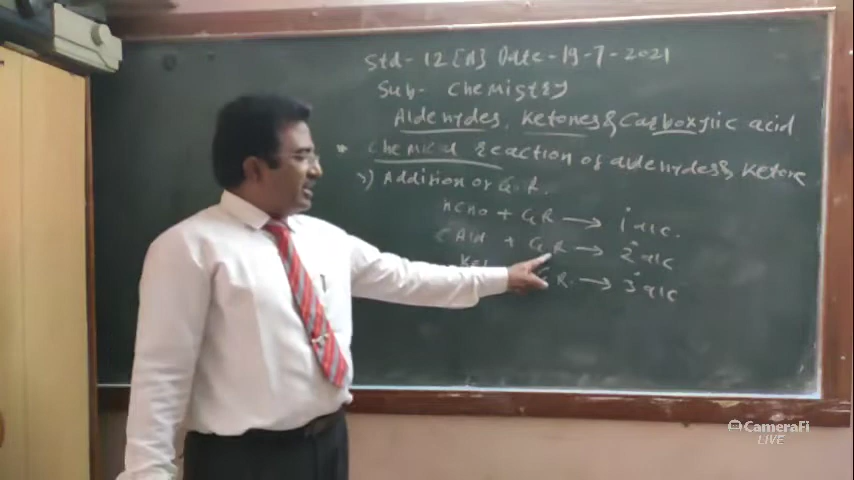 Std- 12[A] Date- 19-7-2021
Sub- Chemistry
Aldehydes, Ketones & Carboxylic acid
* Chemical reaction of aldehydes & Ketone
1) Addition of G.R.
HCHO + G.R ⟶ 1° alc.
Ald + G.R ⟶ 2° alc
Ket R. ⟶ 3° alc
CameraFi
LIVE